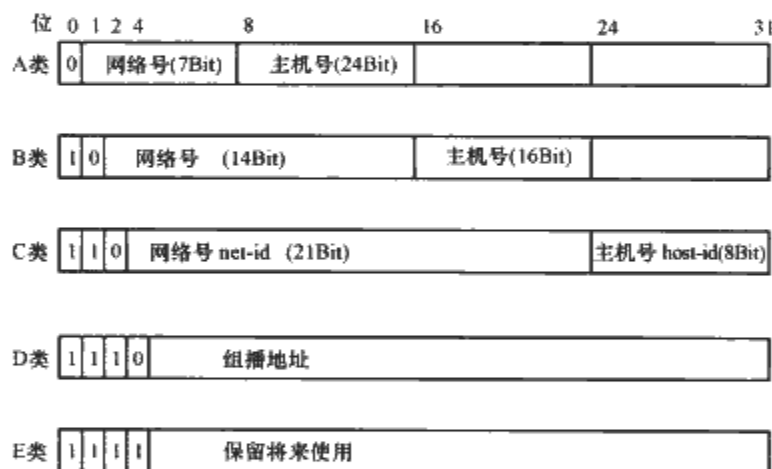 位 0 1 2 4 8 16 24 31
A类 0 网络号(7Bit) 主机号(24Bit)
B类 1 0 网络号 (14Bit) 主机号(16Bit)
C类 1 1 0 网络号 net-id (21Bit) 主机号 host-id(8Bit)
D类 1 1 1 0 组播地址
E类 1 1 1 1 保留将来使用